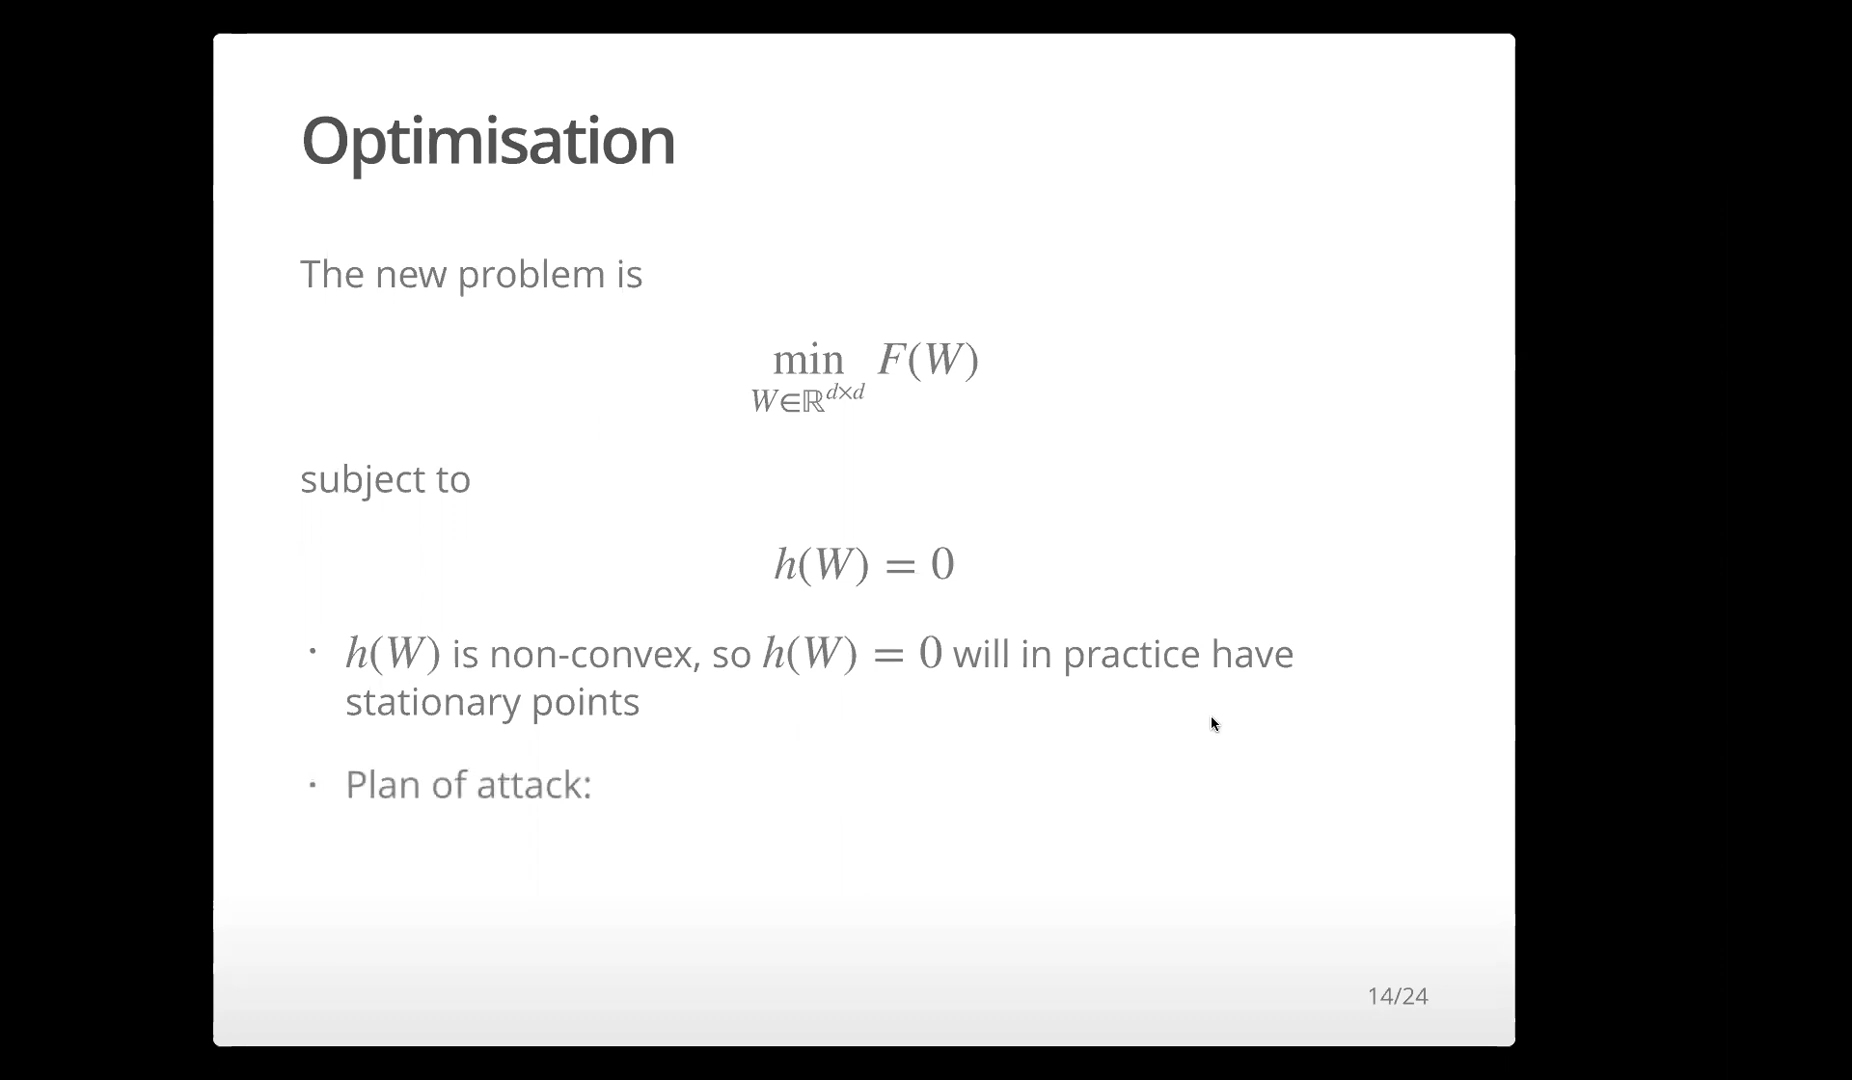 Optimisation
The new problem is
min F(W)
W∈ℝ^{d×d}
subject to
h(W) = 0
· h(W) is non-convex, so h(W) = 0 will in practice have
stationary points
· Plan of attack:
14/24